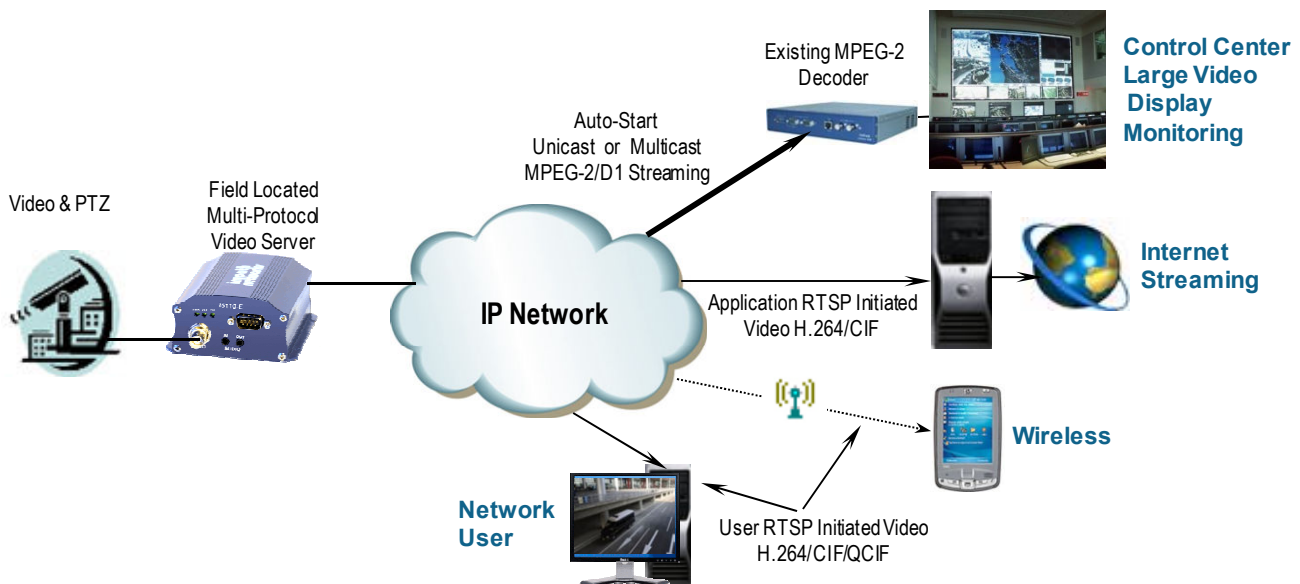 Video & PTZ
Field Located
Multi-Protocol
Video Server
IP Network
Auto-Start
Unicast or Multicast
MPEG-2/D1 Streaming
Existing MPEG-2
Decoder
Control Center
Large Video
Display
Monitoring
Application RTSP Initiated
Video H.264/CIF
Internet
Streaming
Wireless
Network
User
User RTSP Initiated Video
H.264/CIF/QCIF